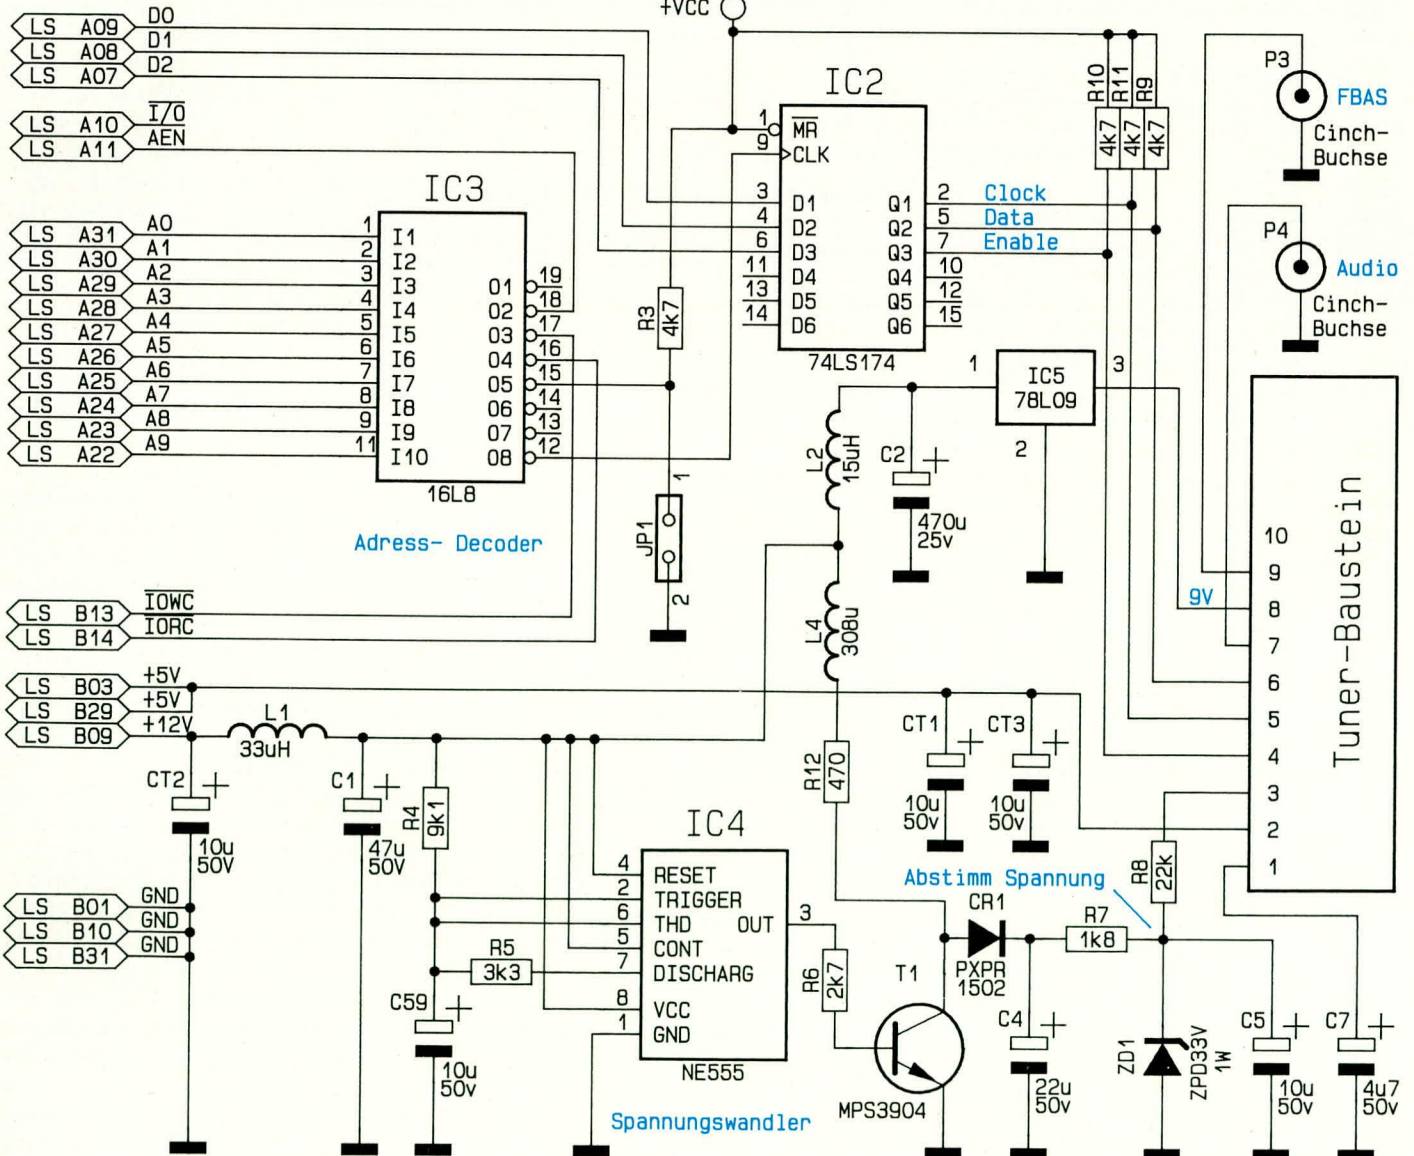 +VCC
LS A09 D0
LS A08 D1
LS A07 D2
LS A10 I/O
LS A11 AEN
IC3
LS A31 A0 1 I1
LS A30 A1 2 I2
LS A29 A2 3 I3
LS A28 A3 4 I4
LS A27 A4 5 I5
LS A26 A5 6 I6
LS A25 A6 7 I7
LS A24 A7 8 I8
LS A23 A8 9 I9
LS A22 A9 11 I10
O1 19
O2 18
O3 17
O4 16
O5 15
O6 14
O7 13
O8 12
16L8
Adress- Decoder
R3
4k7
JP1
1
2
IC2
1 MR
9 CLK
3 D1 Q1 2 Clock
4 D2 Q2 5 Data
6 D3 Q3 7 Enable
11 D4 Q4 10
13 D5 Q5 12
14 D6 Q6 15
74LS174
R10
4k7
R11
4k7
R9
4k7
P3
FBAS
Cinch-
Buchse
P4
Audio
Cinch-
Buchse
1 IC5 3
78L09
2
L2
15uH
C2
470u
25v
L4
308u
9V
Tuner-Baustein
10
9
8
7
6
5
4
3
2
1
LS B13 IOWC
LS B14 IORC
LS B03 +5V
LS B29 +5V
LS B09 +12V
L1
33uH
CT2
10u
50v
C1
47u
50v
R4
9k1
LS B01 GND
LS B10 GND
LS B31 GND
R5
3k3
C59
10u
50v
IC4
4 RESET
2 TRIGGER
6 THD OUT 3
5 CONT
7 DISCHARG
8 VCC
1 GND
NE555
Spannungswandler
R12
470
CT1
10u
50v
CT3
10u
50v
R6
2k7
T1
MPS3904
Abstimm Spannung
CR1
PXPR
1502
R7
1k8
R8
22k
C4
22u
50v
ZD1
ZPD33V
1W
C5
10u
50v
C7
4u7
50v